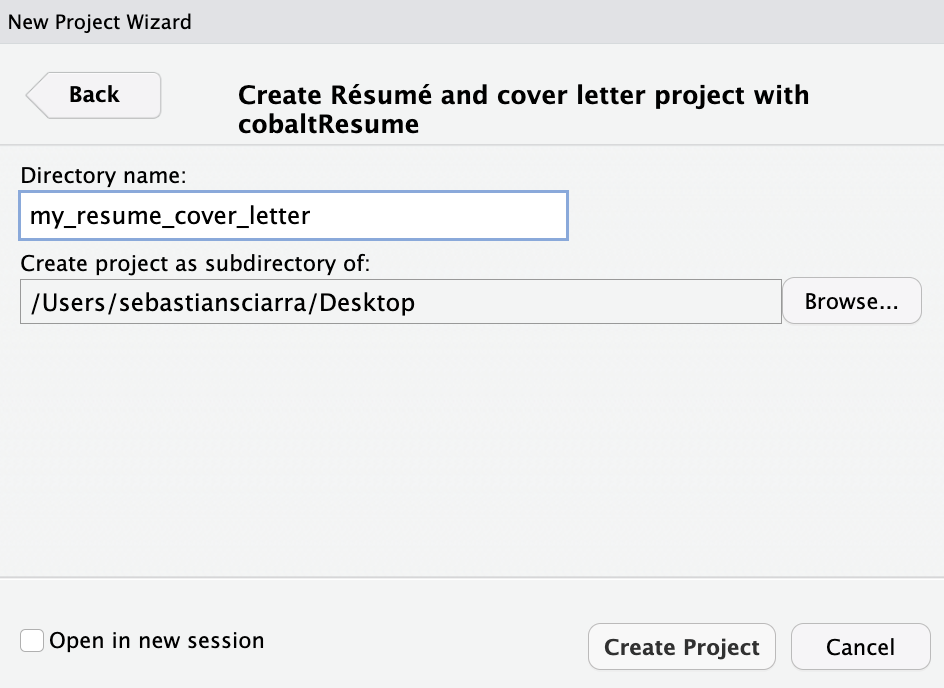 New Project Wizard
Back
Create Résumé and cover letter project with
cobaltResume
Directory name:
my_resume_cover_letter
Create project as subdirectory of:
/Users/sebastiansciarra/Desktop
Browse...
Open in new session
Create Project
Cancel